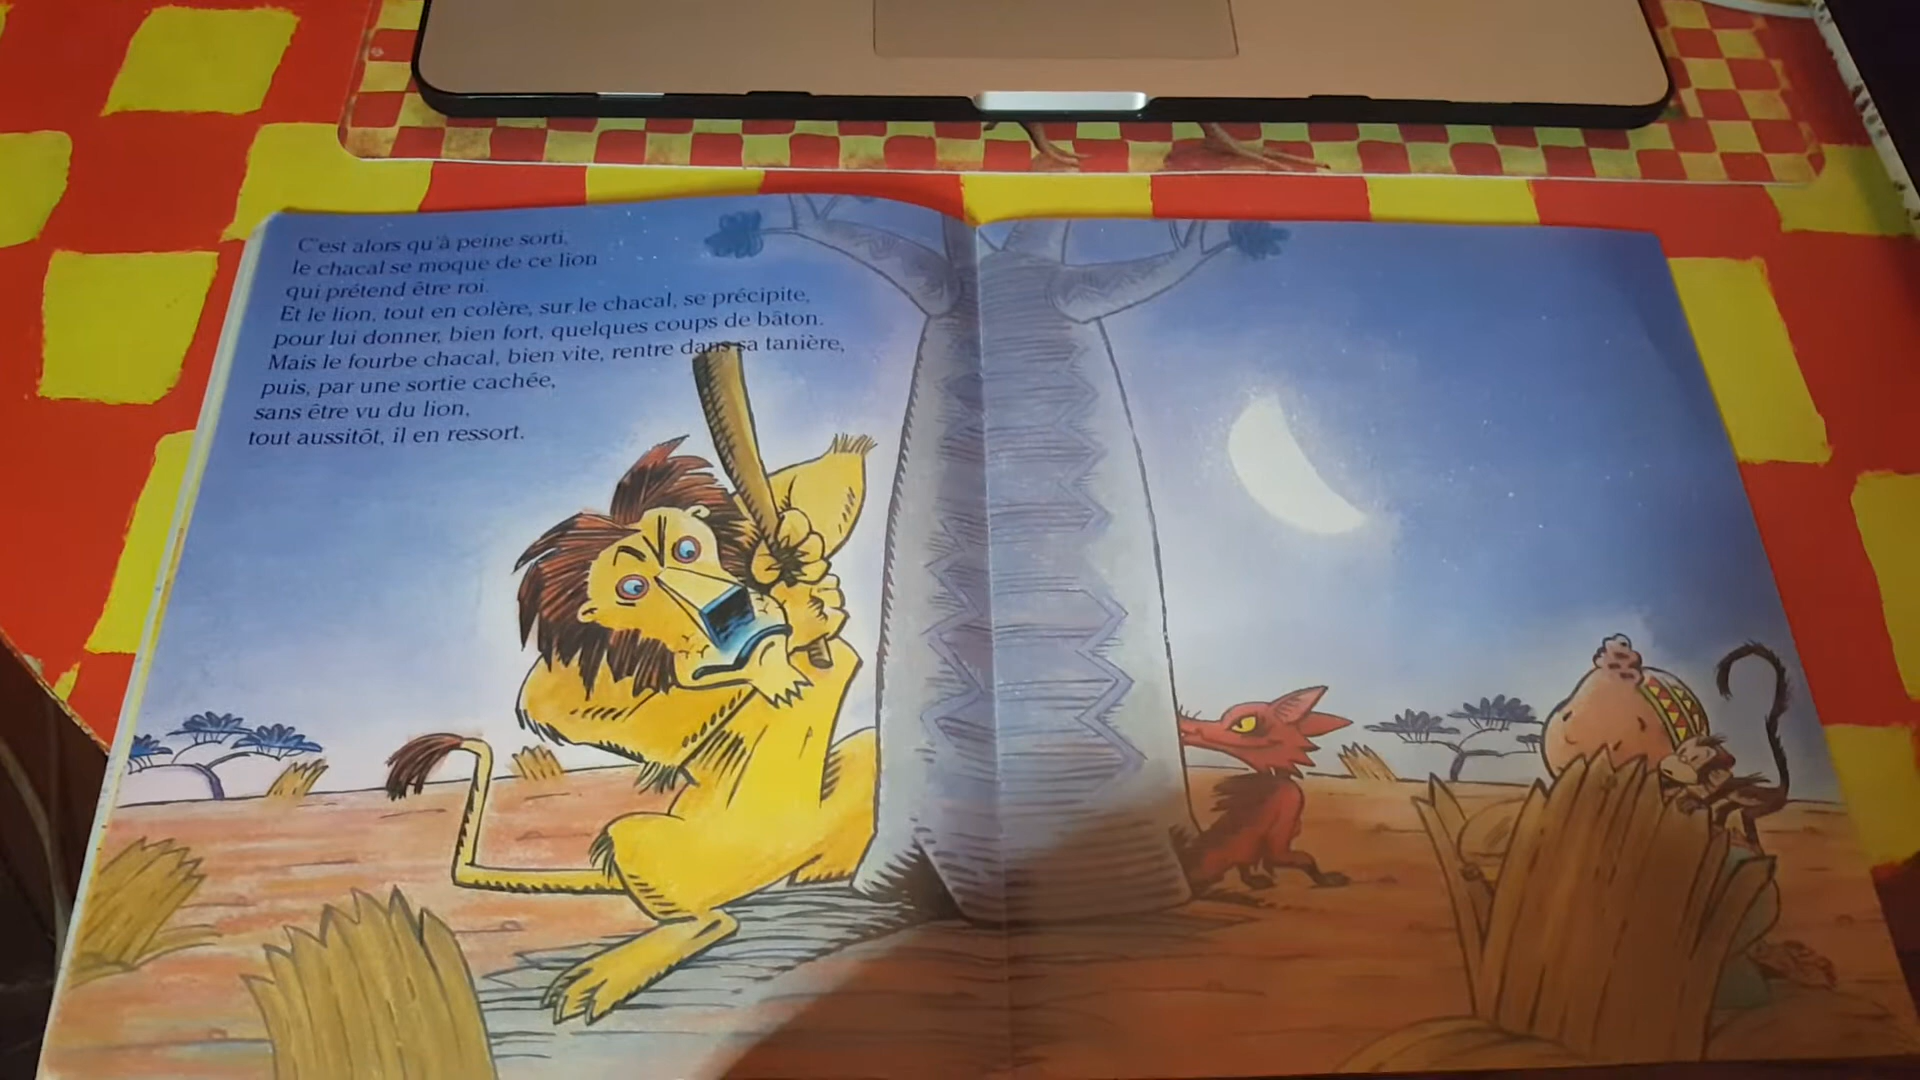 C'est alors qu'à peine sorti,
le chacal se moque de ce lion
qui prétend être roi.
Et le lion, tout en colère, sur le chacal, se précipite,
pour lui donner, bien fort, quelques coups de bâton.
Mais le fourbe chacal, bien vite, rentre dans sa tanière,
puis, par une sortie cachée,
sans être vu du lion,
tout aussitôt, il en ressort.